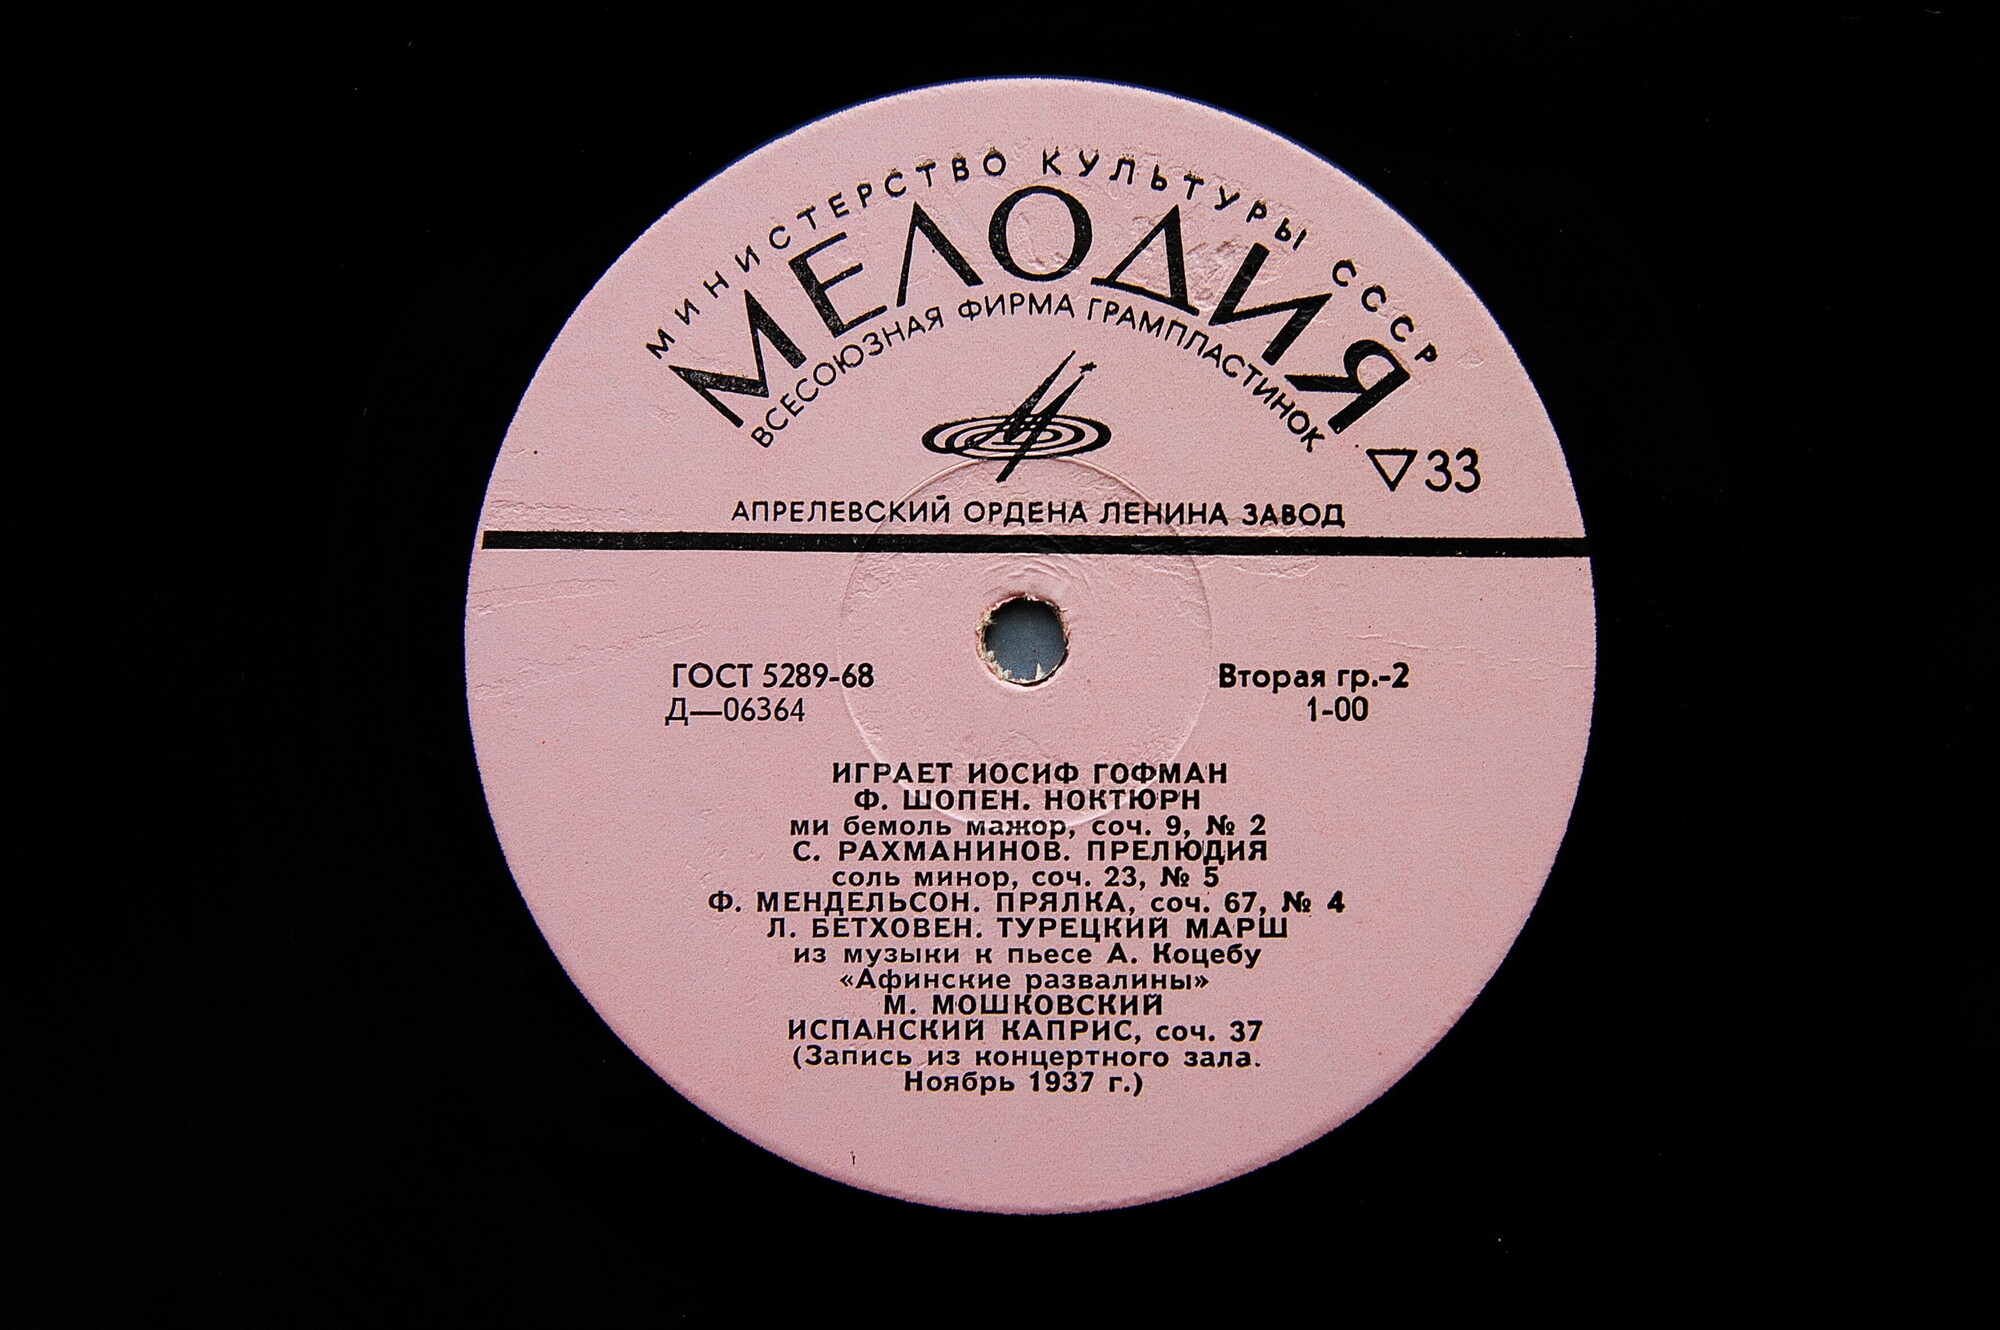 МИНИСТЕРСТВО КУЛЬТУРЫ СССР
МЕЛОДИЯ
ВСЕСОЮЗНАЯ ФИРМА ГРАМПЛАСТИНОК
▽33
АПРЕЛЕВСКИЙ ОРДЕНА ЛЕНИНА ЗАВОД
ГОСТ 5289-68
Д—06364
Вторая гр.-2
1-00
ИГРАЕТ ИОСИФ ГОФМАН
Ф. ШОПЕН. НОКТЮРН
ми бемоль мажор, соч. 9, № 2
С. РАХМАНИНОВ. ПРЕЛЮДИЯ
соль минор, соч. 23, № 5
Ф. МЕНДЕЛЬСОН. ПРЯЛКА, соч. 67, № 4
Л. БЕТХОВЕН. ТУРЕЦКИЙ МАРШ
из музыки к пьесе А. Коцебу
«Афинские развалины»
М. МОШКОВСКИЙ
ИСПАНСКИЙ КАПРИС, соч. 37
(Запись из концертного зала.
Ноябрь 1937 г.)